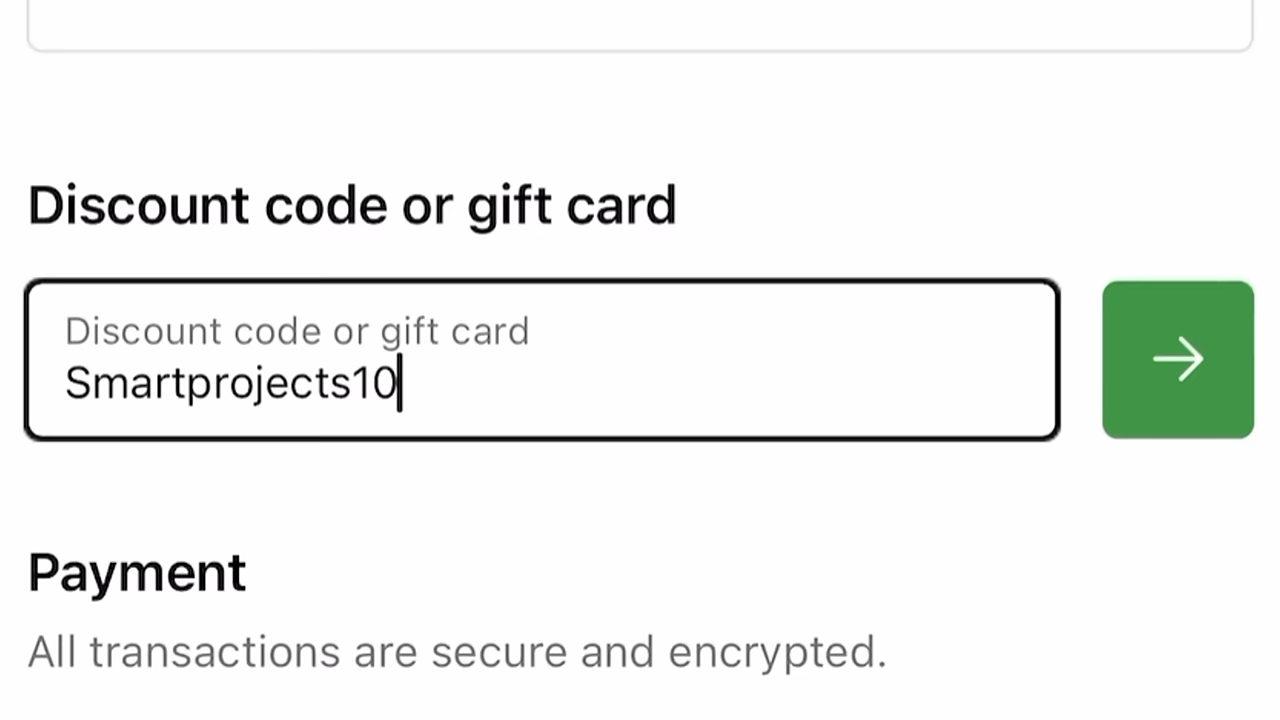 Discount code or gift card
Discount code or gift card
Smartprojects10
Payment
All transactions are secure and encrypted.